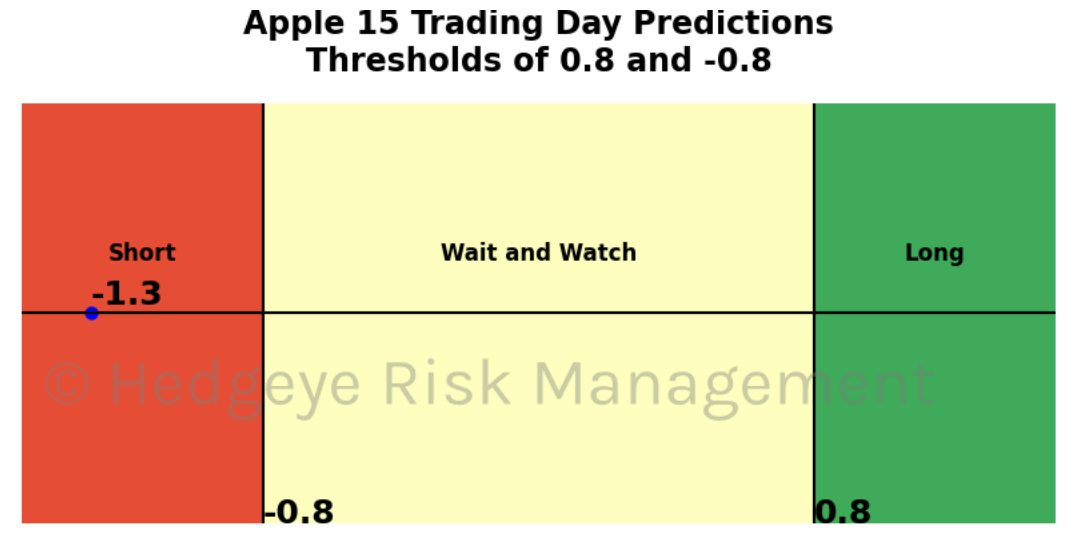 Apple 15 Trading Day Predictions
Thresholds of 0.8 and -0.8
Short
Wait and Watch
Long
-1.3
© Hedgeye Risk Management
-0.8
0.8